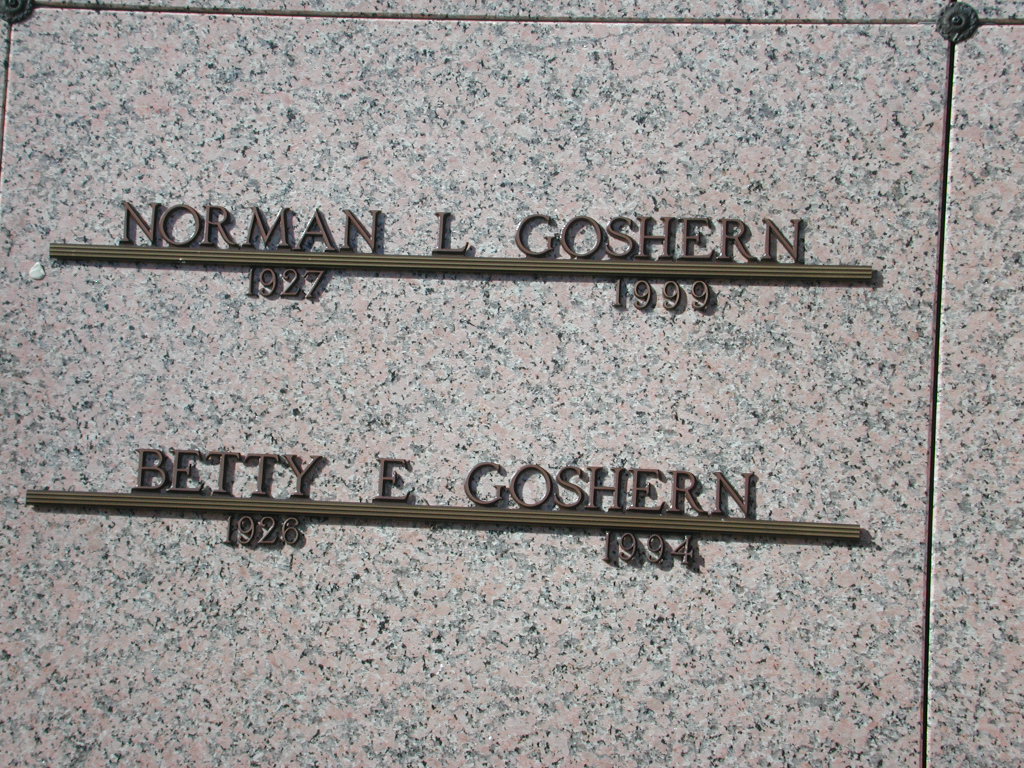 NORMAN L GOSHERN
1927 1999
BETTY E GOSHERN
1926 1994